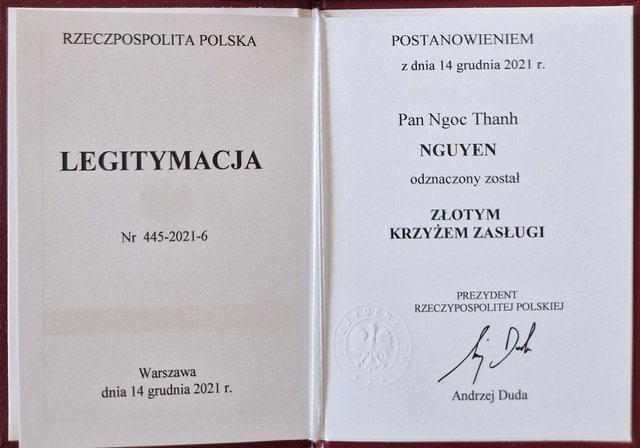 RZECZPOSPOLITA POLSKA
LEGITYMACJA
Nr 445-2021-6
Warszawa
dnia 14 grudnia 2021 r.
POSTANOWIENIEM
z dnia 14 grudnia 2021 r.
Pan Ngoc Thanh
NGUYEN
odznaczony został
ZŁOTYM
KRZYŻEM ZASŁUGI
PREZYDENT
RZECZYPOSPOLITEJ POLSKIEJ
Andrzej Duda